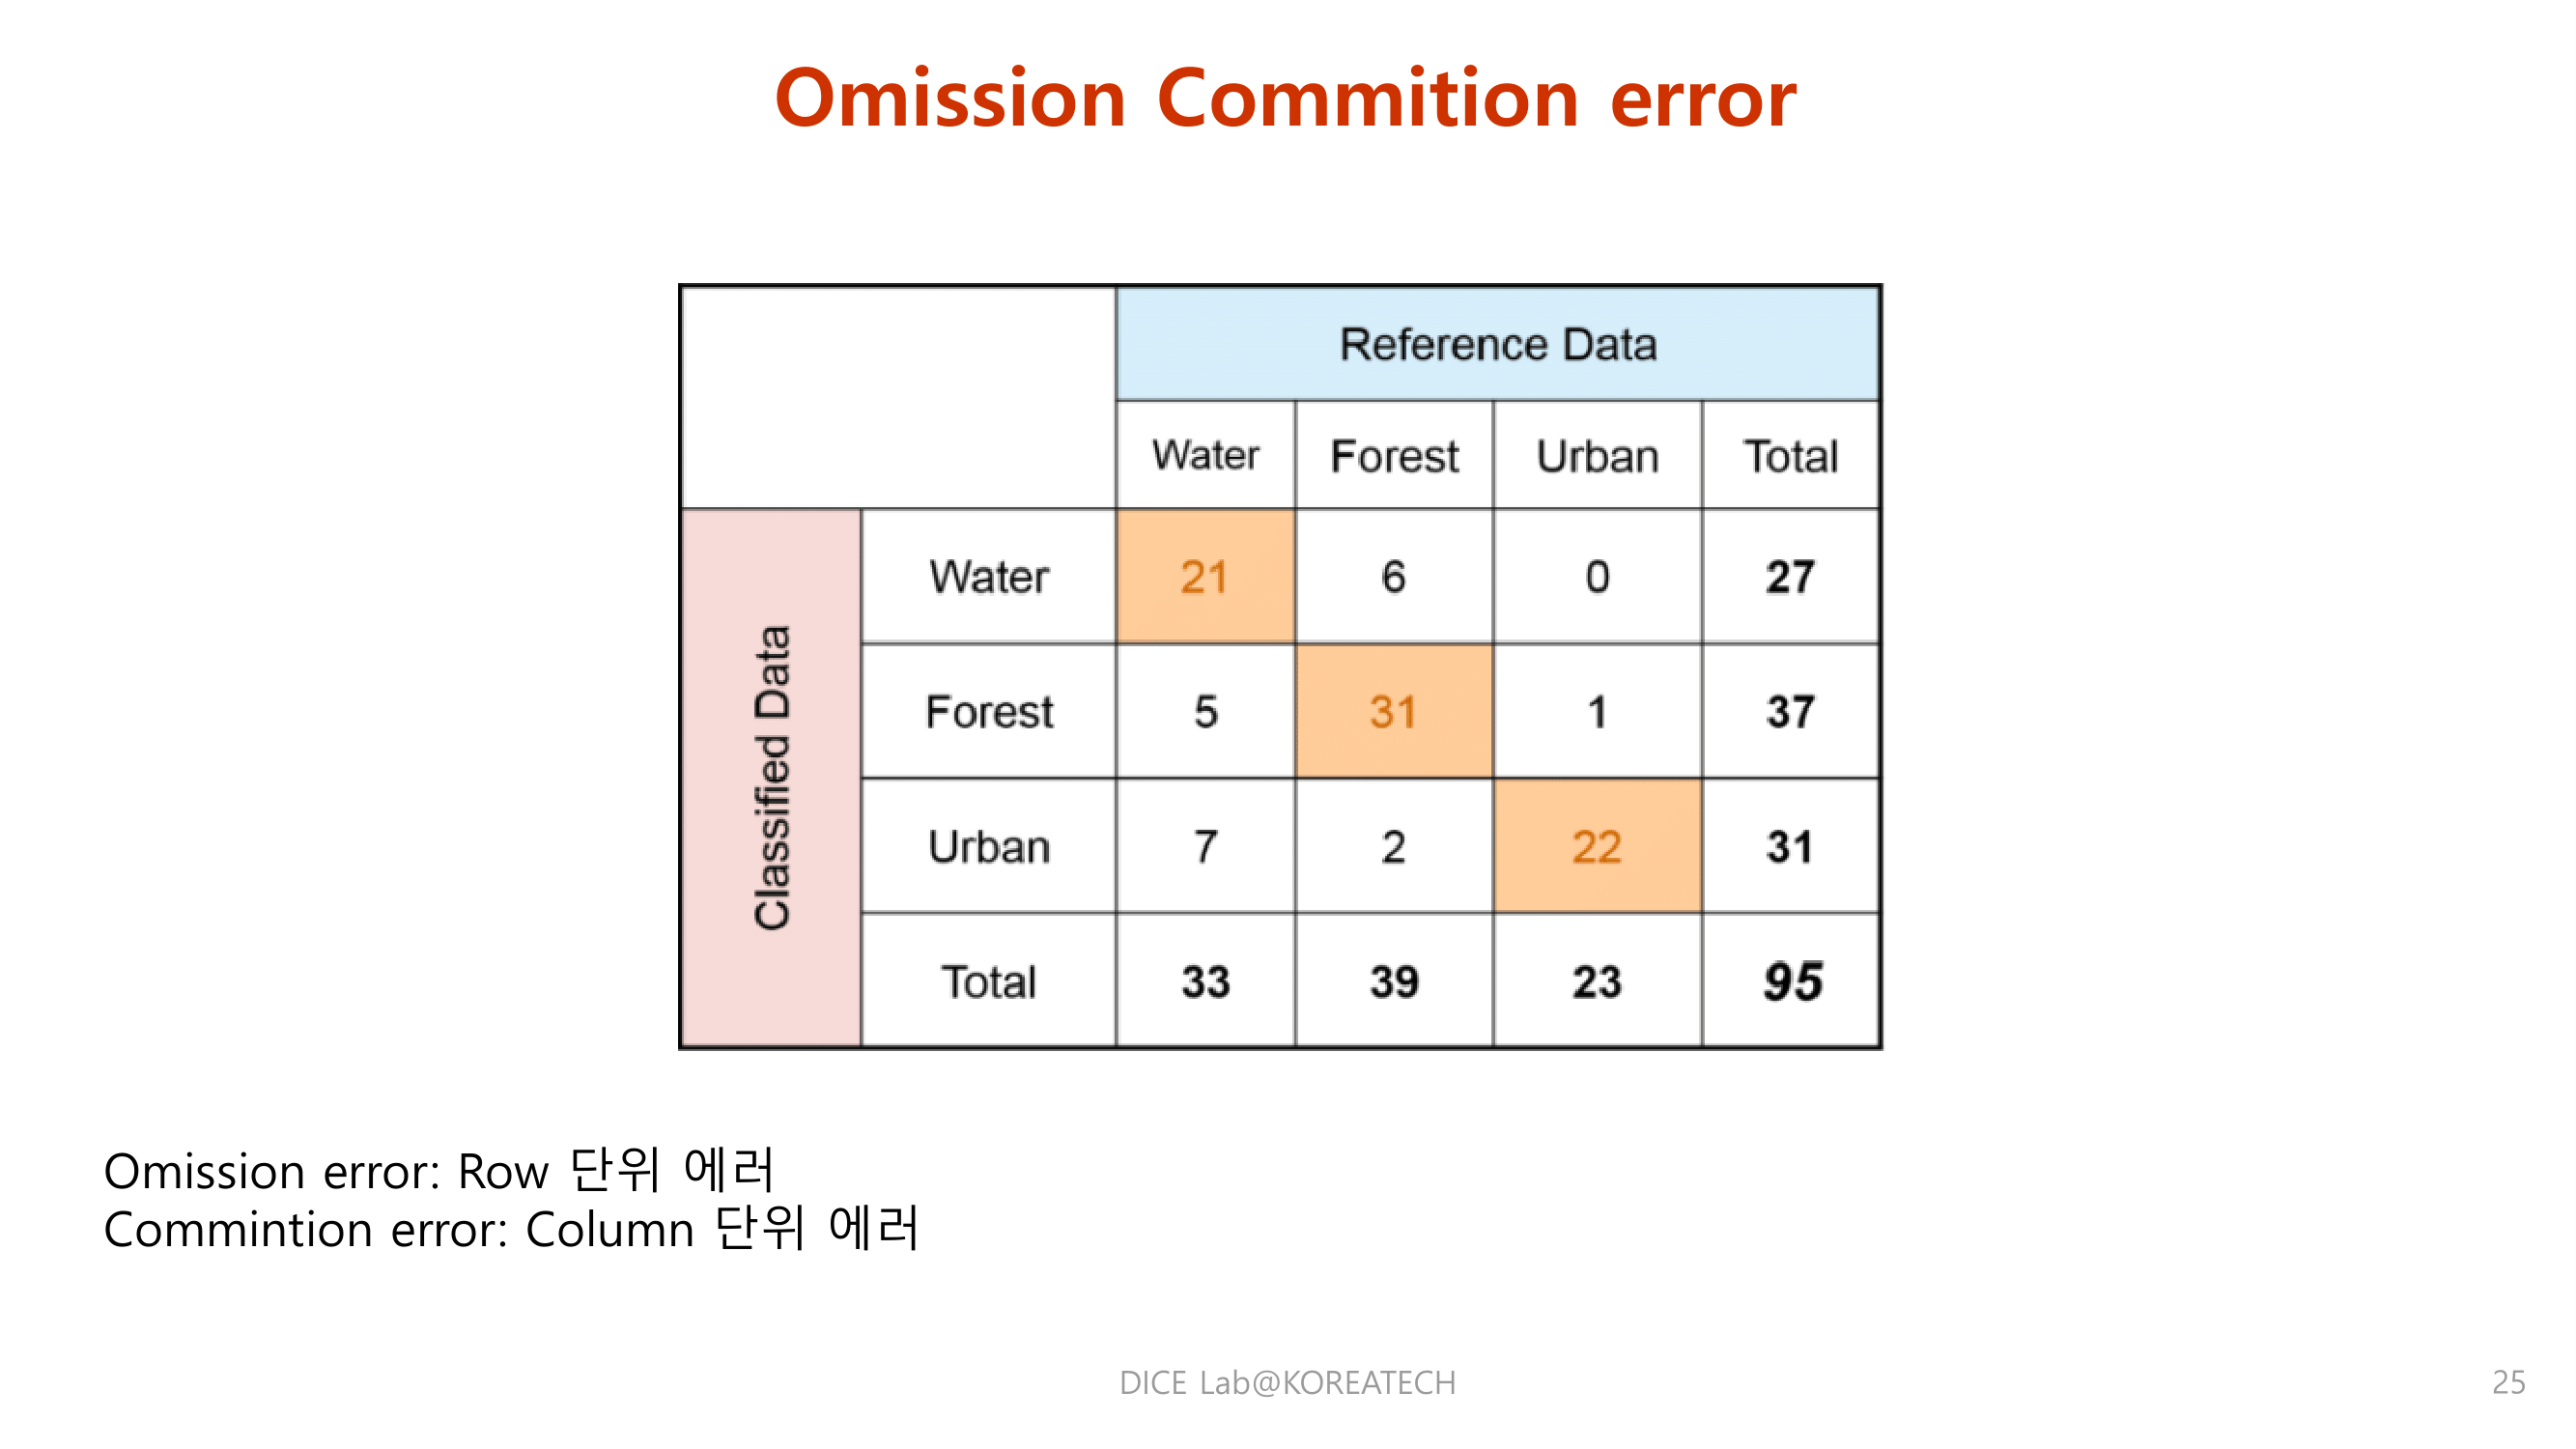 Omission Commition error
Reference Data
Water Forest Urban Total
Classified Data
Water 21 6 0 27
Forest 5 31 1 37
Urban 7 2 22 31
Total 33 39 23 95
Omission error: Row 단위 에러
Commintion error: Column 단위 에러
DICE Lab@KOREATECH
25